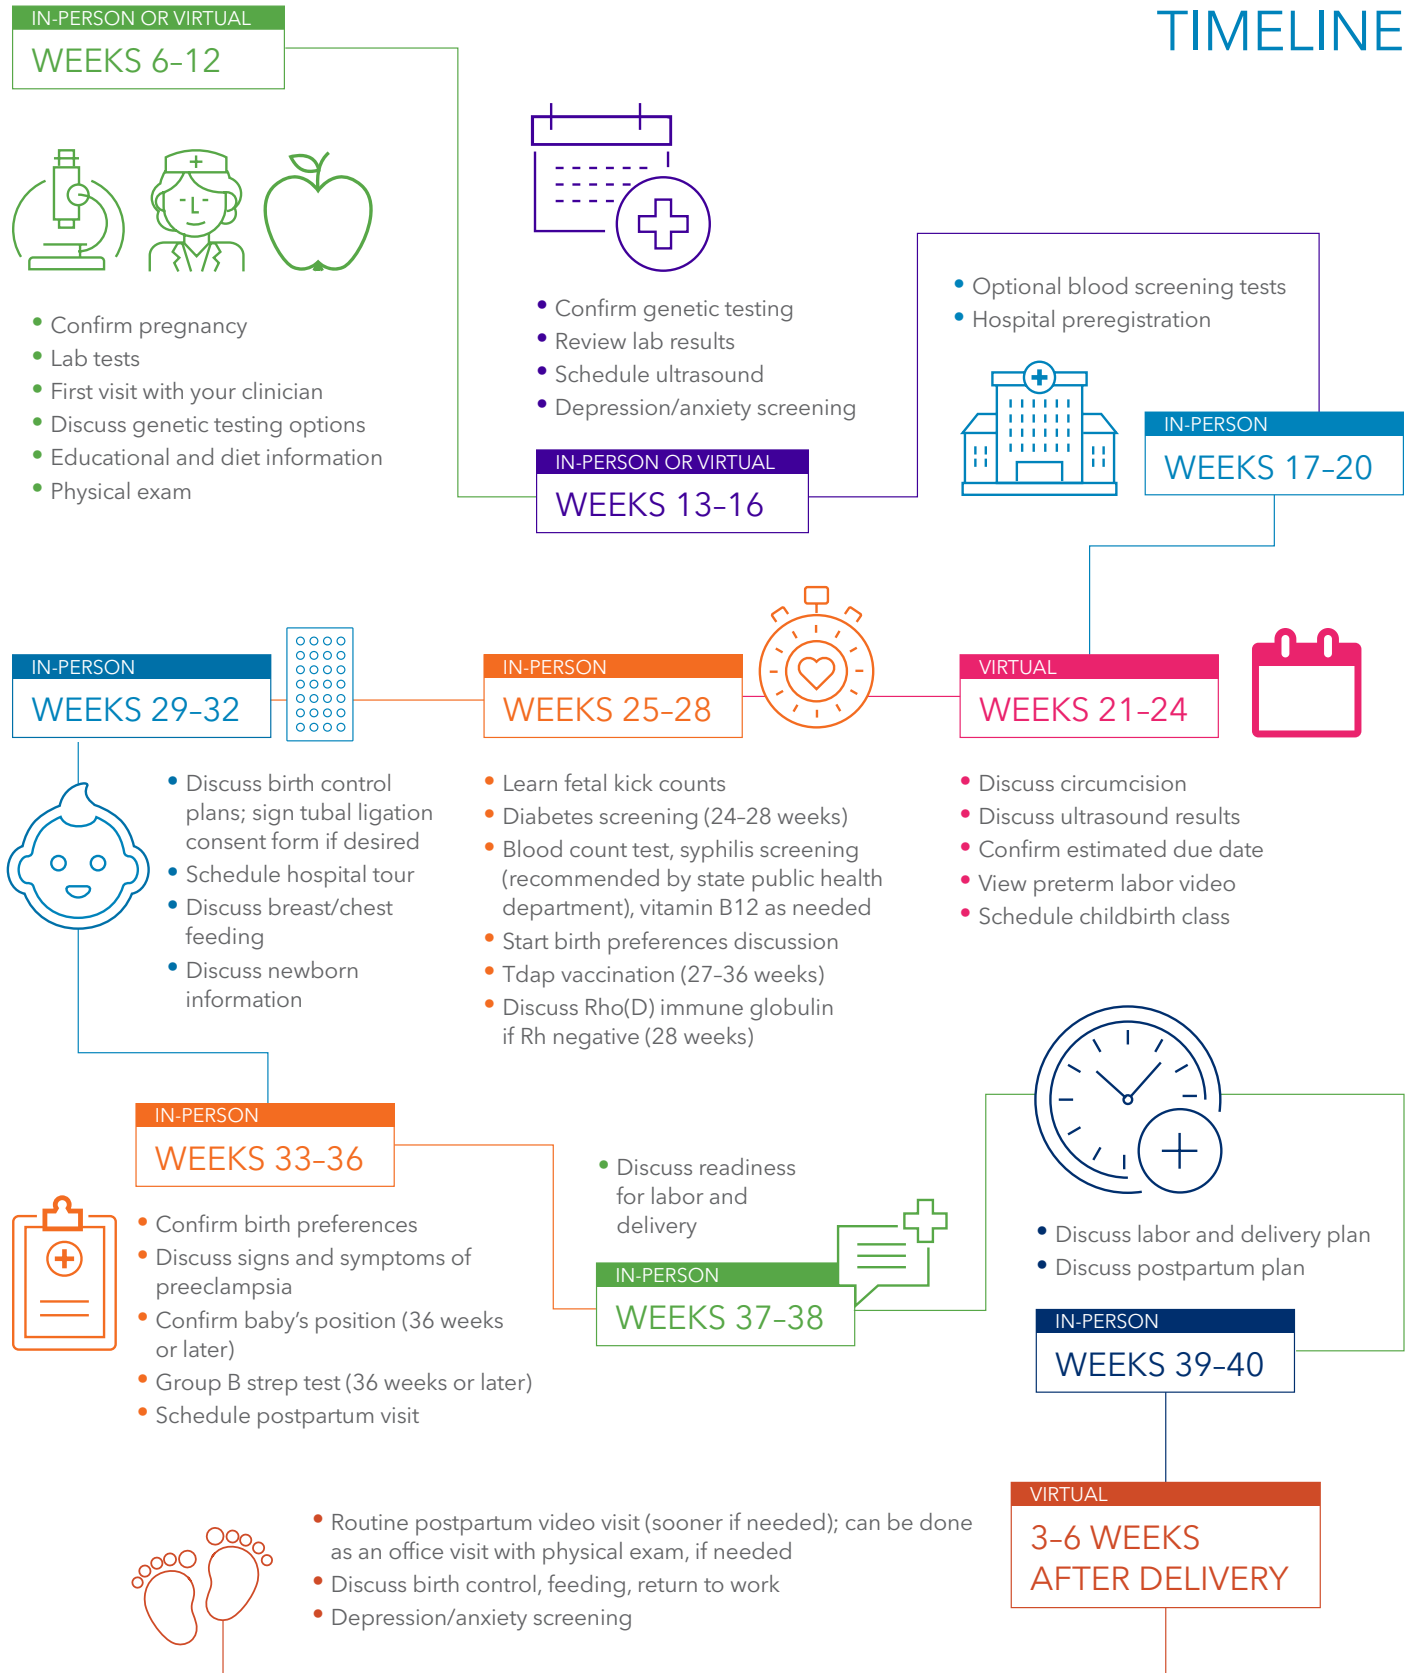 TIMELINE
IN-PERSON OR VIRTUAL
WEEKS 6–12
• Confirm pregnancy
• Lab tests
• First visit with your clinician
• Discuss genetic testing options
• Educational and diet information
• Physical exam
• Confirm genetic testing
• Review lab results
• Schedule ultrasound
• Depression/anxiety screening
IN-PERSON OR VIRTUAL
WEEKS 13–16
• Optional blood screening tests
• Hospital preregistration
IN-PERSON
WEEKS 17–20
VIRTUAL
WEEKS 21–24
• Discuss circumcision
• Discuss ultrasound results
• Confirm estimated due date
• View preterm labor video
• Schedule childbirth class
IN-PERSON
WEEKS 25–28
• Learn fetal kick counts
• Diabetes screening (24–28 weeks)
• Blood count test, syphilis screening
(recommended by state public health
department), vitamin B12 as needed
• Start birth preferences discussion
• Tdap vaccination (27–36 weeks)
• Discuss Rho(D) immune globulin
if Rh negative (28 weeks)
IN-PERSON
WEEKS 29–32
• Discuss birth control
plans; sign tubal ligation
consent form if desired
• Schedule hospital tour
• Discuss breast/chest
feeding
• Discuss newborn
information
IN-PERSON
WEEKS 33–36
• Confirm birth preferences
• Discuss signs and symptoms of
preeclampsia
• Confirm baby’s position (36 weeks
or later)
• Group B strep test (36 weeks or later)
• Schedule postpartum visit
• Discuss readiness
for labor and
delivery
IN-PERSON
WEEKS 37–38
• Discuss labor and delivery plan
• Discuss postpartum plan
IN-PERSON
WEEKS 39–40
VIRTUAL
3–6 WEEKS
AFTER DELIVERY
• Routine postpartum video visit (sooner if needed); can be done
as an office visit with physical exam, if needed
• Discuss birth control, feeding, return to work
• Depression/anxiety screening